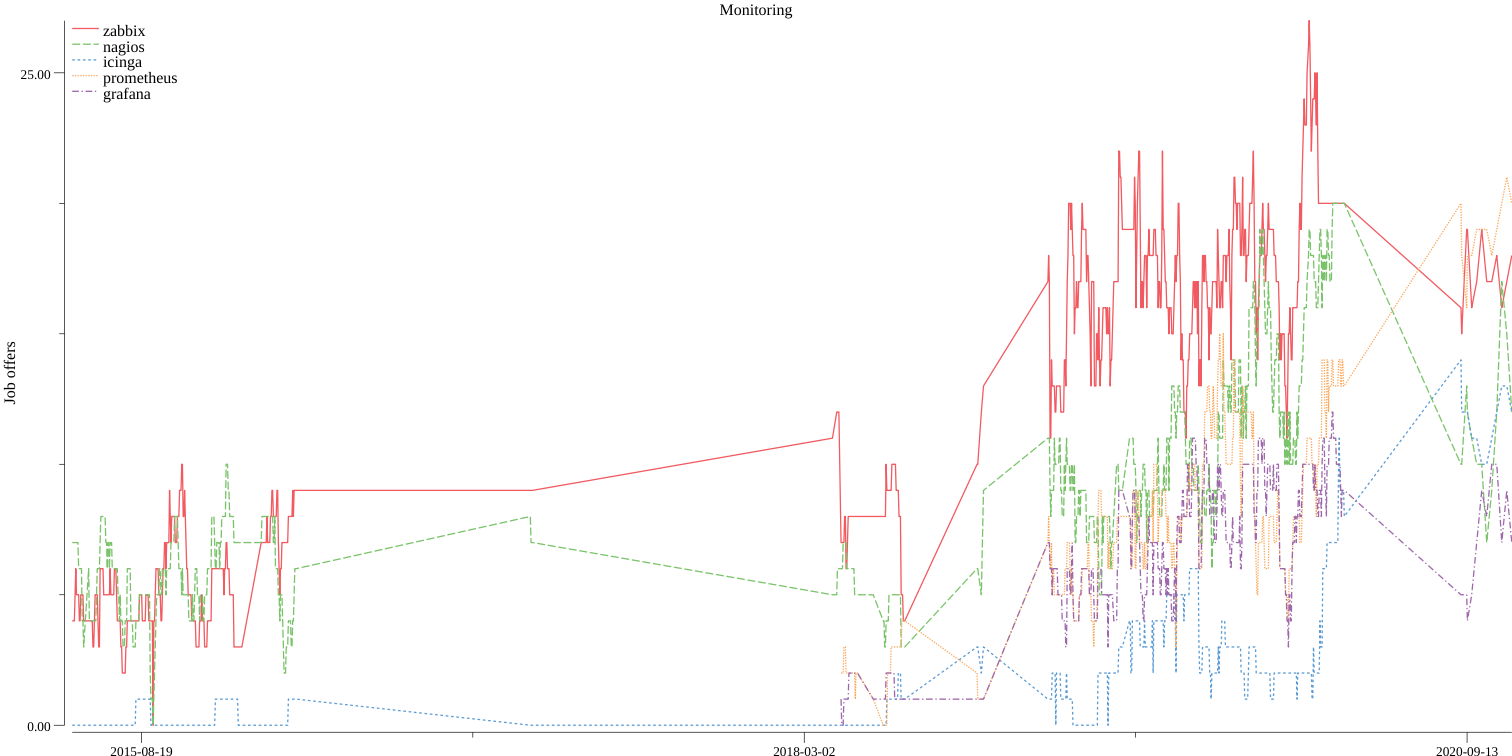 Monitoring
zabbix
nagios
icinga
prometheus
grafana
25.00
Job offers
0.00
2015-08-19
2018-03-02
2020-09-13